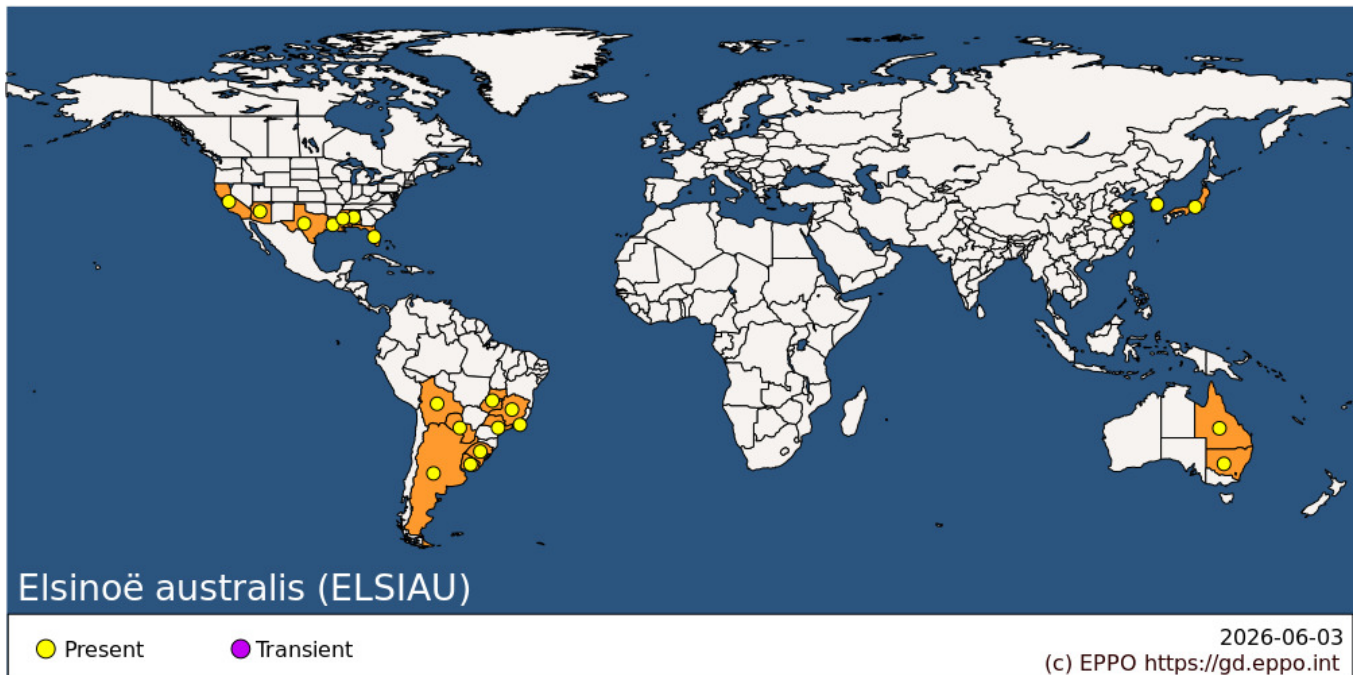 Elsinoë australis (ELSIAU)
Present
Transient
2026-06-03
(c) EPPO https://gd.eppo.int